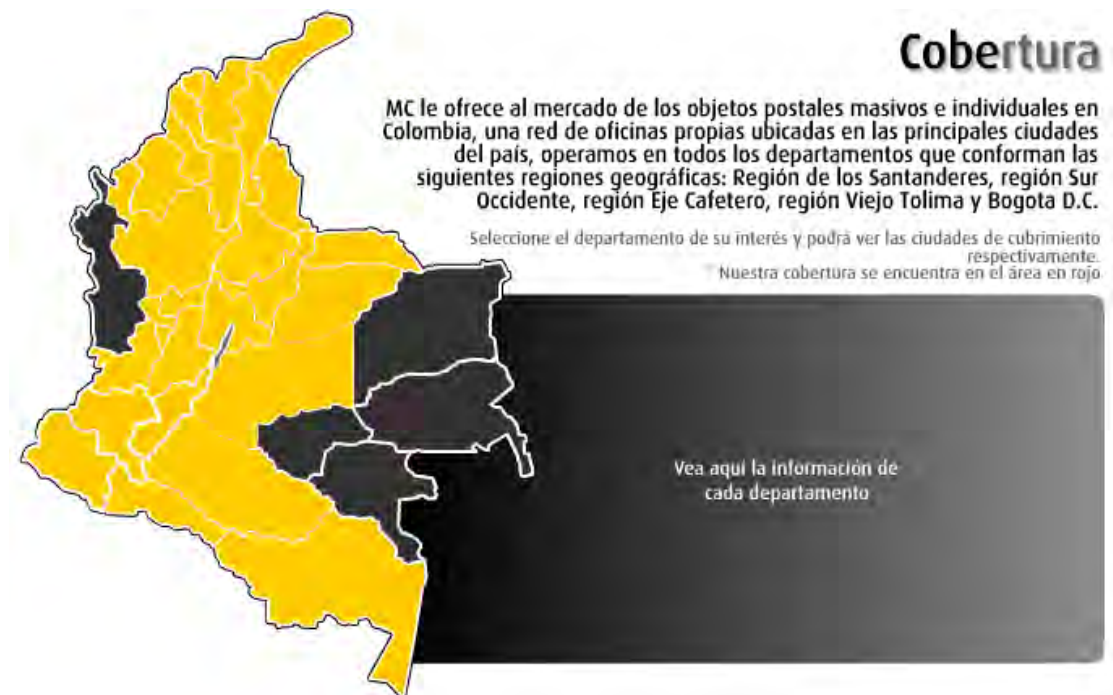 Cobertura
MC le ofrece al mercado de los objetos postales masivos e individuales en
Colombia, una red de oficinas propias ubicadas en las principales ciudades
del país, operamos en todos los departamentos que conforman las
siguientes regiones geográficas: Región de los Santanderes, región Sur
Occidente, región Eje Cafetero, región Viejo Tolima y Bogota D.C.
Seleccione el departamento de su interés y podrá ver las ciudades de cubrimiento
respectivamente.
Nuestra cobertura se encuentra en el área en rojo
Vea aquí la información de
cada departamento